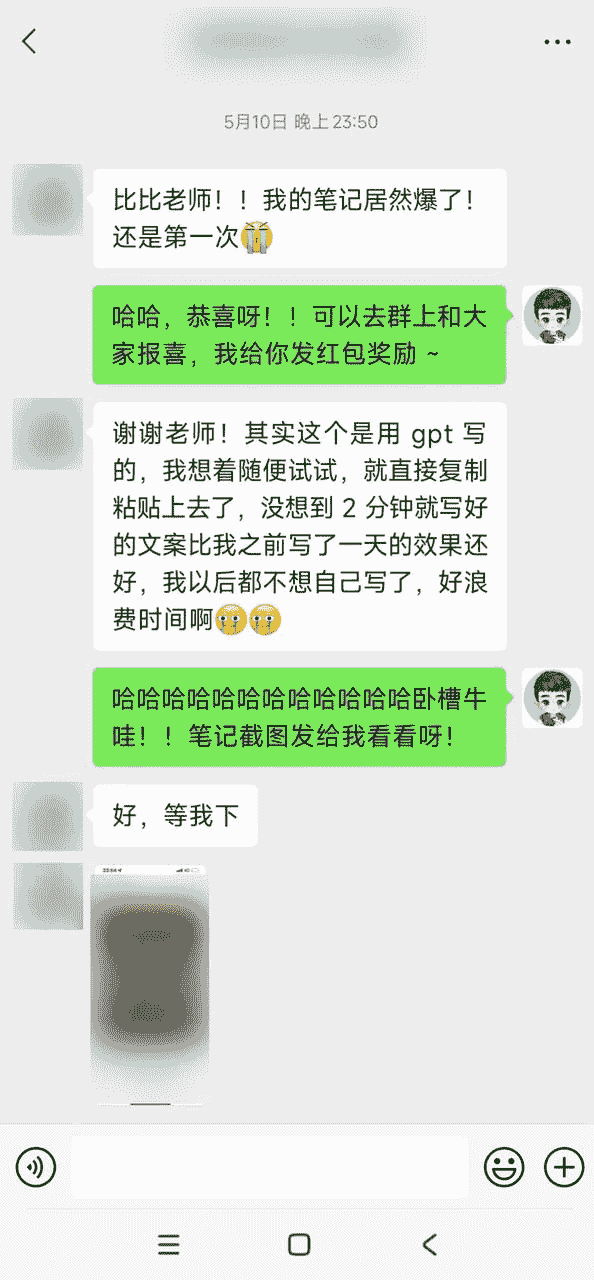 5月10日 晚上 23:50
比比老师！！我的笔记居然爆了！
还是第一次😭
哈哈，恭喜呀！！可以去群上和大
家报喜，我给你发红包奖励 ~
谢谢老师！其实这个是用 gpt 写
的，我想着随便试试，就直接复制
粘贴上去了，没想到 2 分钟就写好
的文案比我之前写了一天的效果还
好，我以后都不想自己写了，好浪
费时间啊😭😭
哈哈哈哈哈哈哈哈哈哈哈哈卧槽牛
哇！！笔记截图发给我看看呀！
好，等我下